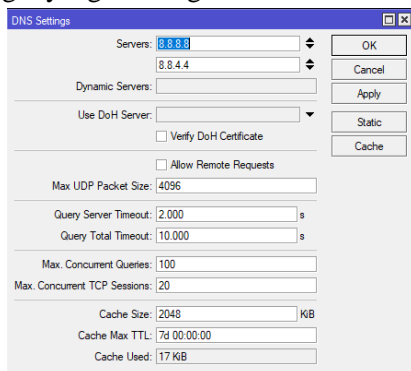 DNS Settings
Servers: 8.8.8.8
8.8.4.4
Dynamic Servers:
Use DoH Server:
Verify DoH Certificate
Allow Remote Requests
Max UDP Packet Size: 4096
Query Server Timeout: 2.000 s
Query Total Timeout: 10.000 s
Max. Concurrent Queries: 100
Max. Concurrent TCP Sessions: 20
Cache Size: 2048 KiB
Cache Max TTL: 7d 00:00:00
Cache Used: 17 KiB
OK
Cancel
Apply
Static
Cache